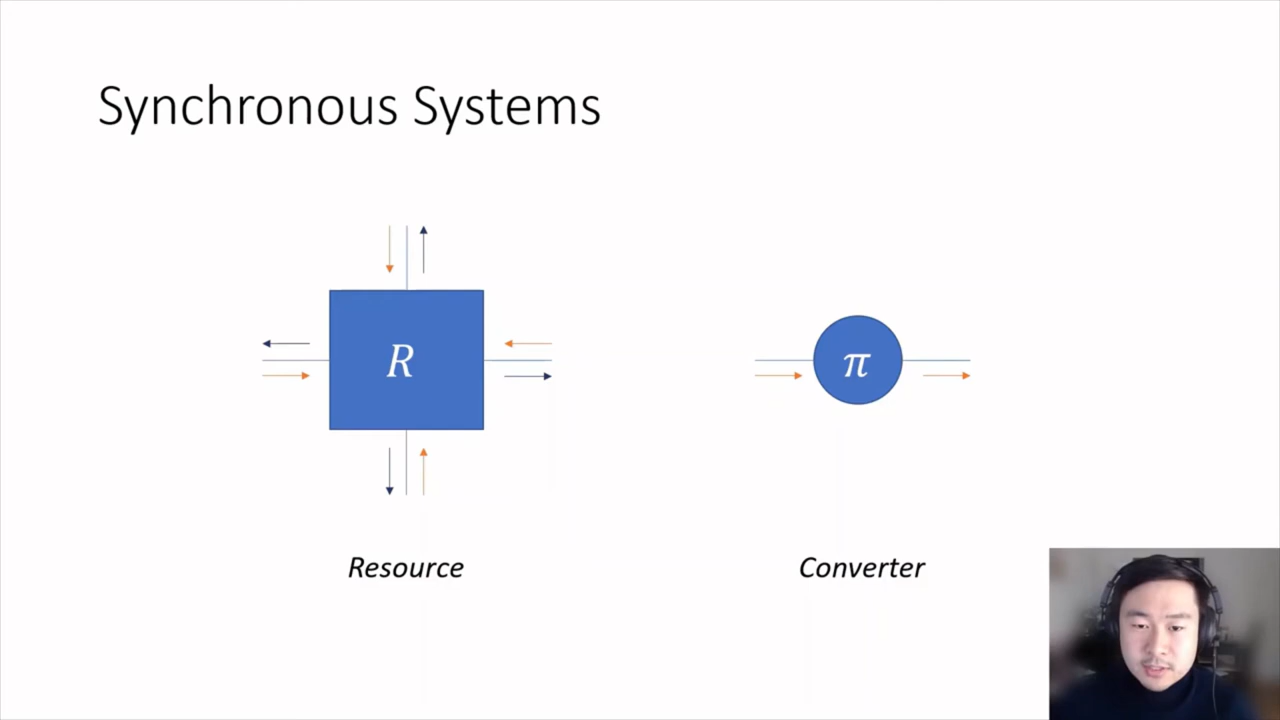 Synchronous Systems
R
π
Resource
Converter